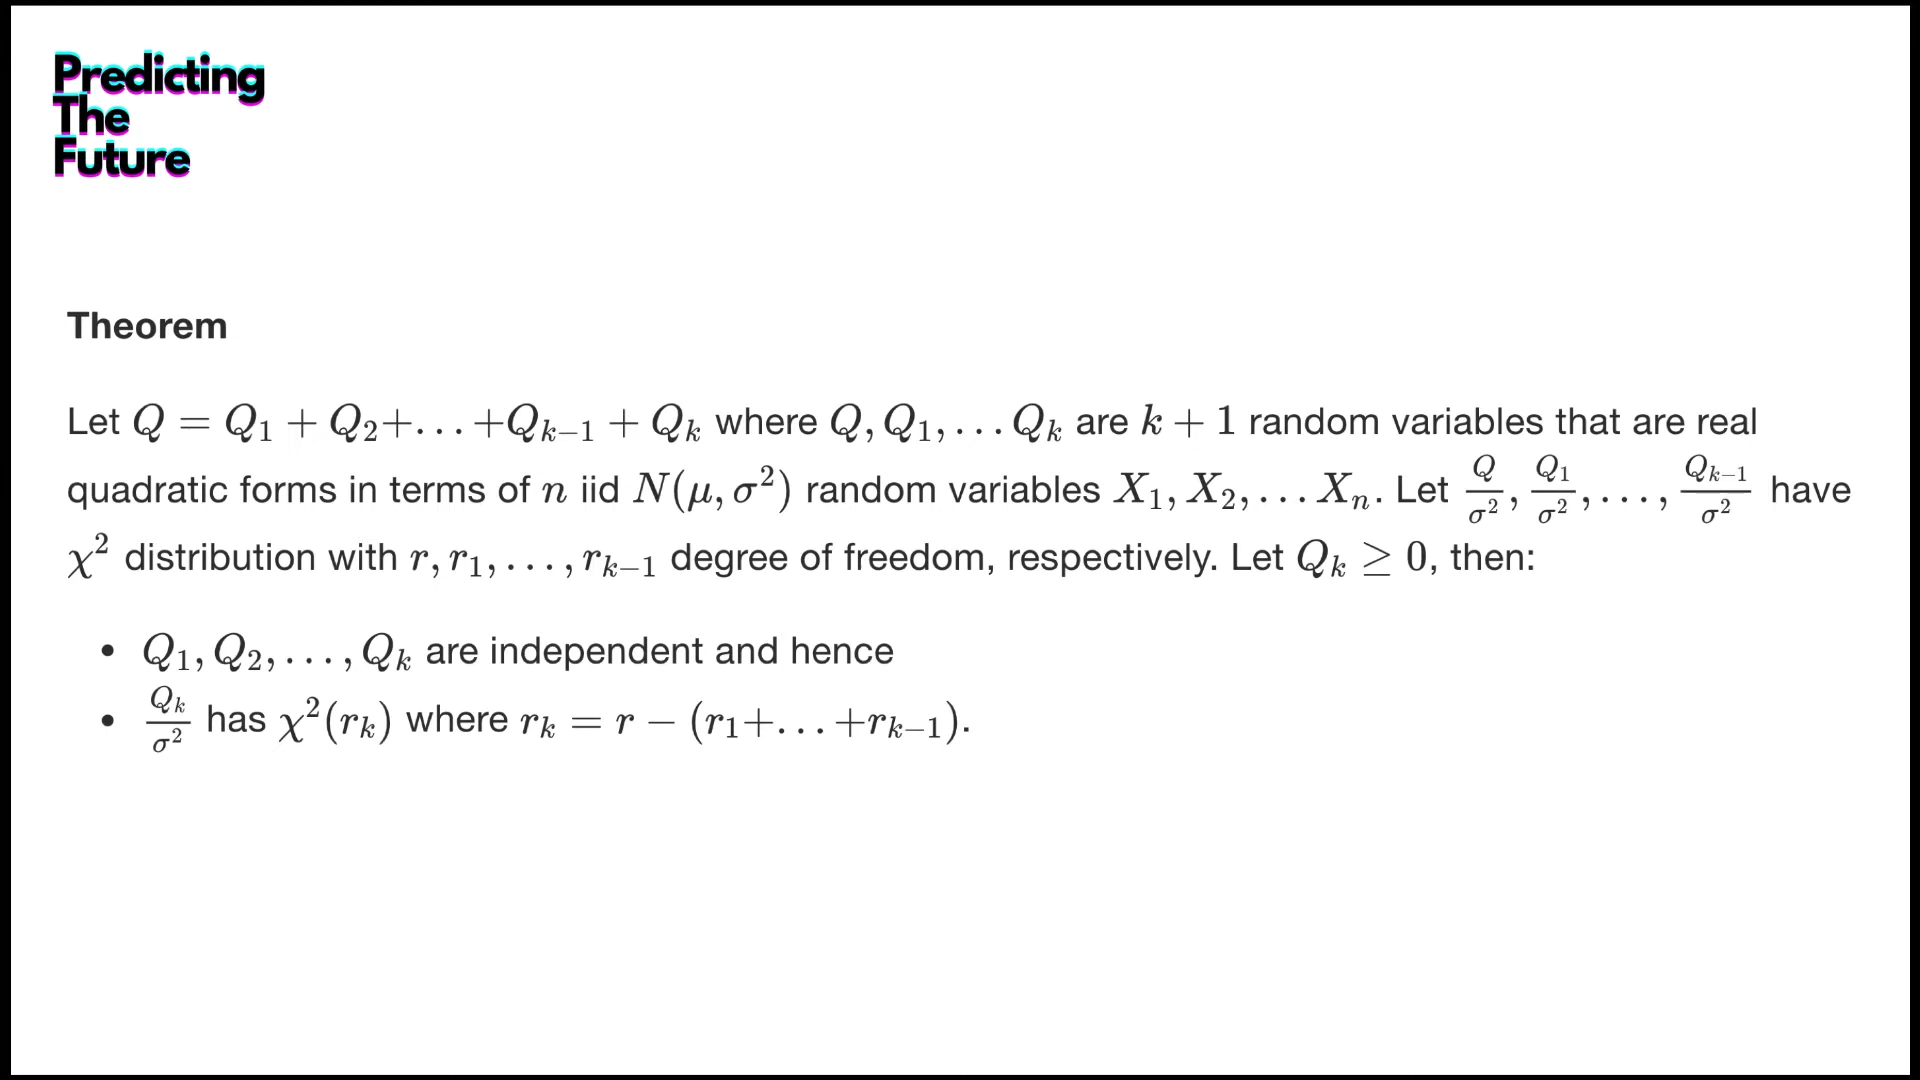 Predicting
The
Future
Theorem
Let Q = Q₁ + Q₂+...+Qₖ₋₁ + Qₖ where Q, Q₁, ... Qₖ are k + 1 random variables that are real
quadratic forms in terms of n iid N(μ, σ²) random variables X₁, X₂, ... Xₙ. Let Q/σ², Q₁/σ², ..., Qₖ₋₁/σ² have
χ² distribution with r, r₁, ..., rₖ₋₁ degree of freedom, respectively. Let Qₖ ≥ 0, then:
• Q₁, Q₂, ..., Qₖ are independent and hence
• Qₖ/σ² has χ²(rₖ) where rₖ = r − (r₁+...+rₖ₋₁).